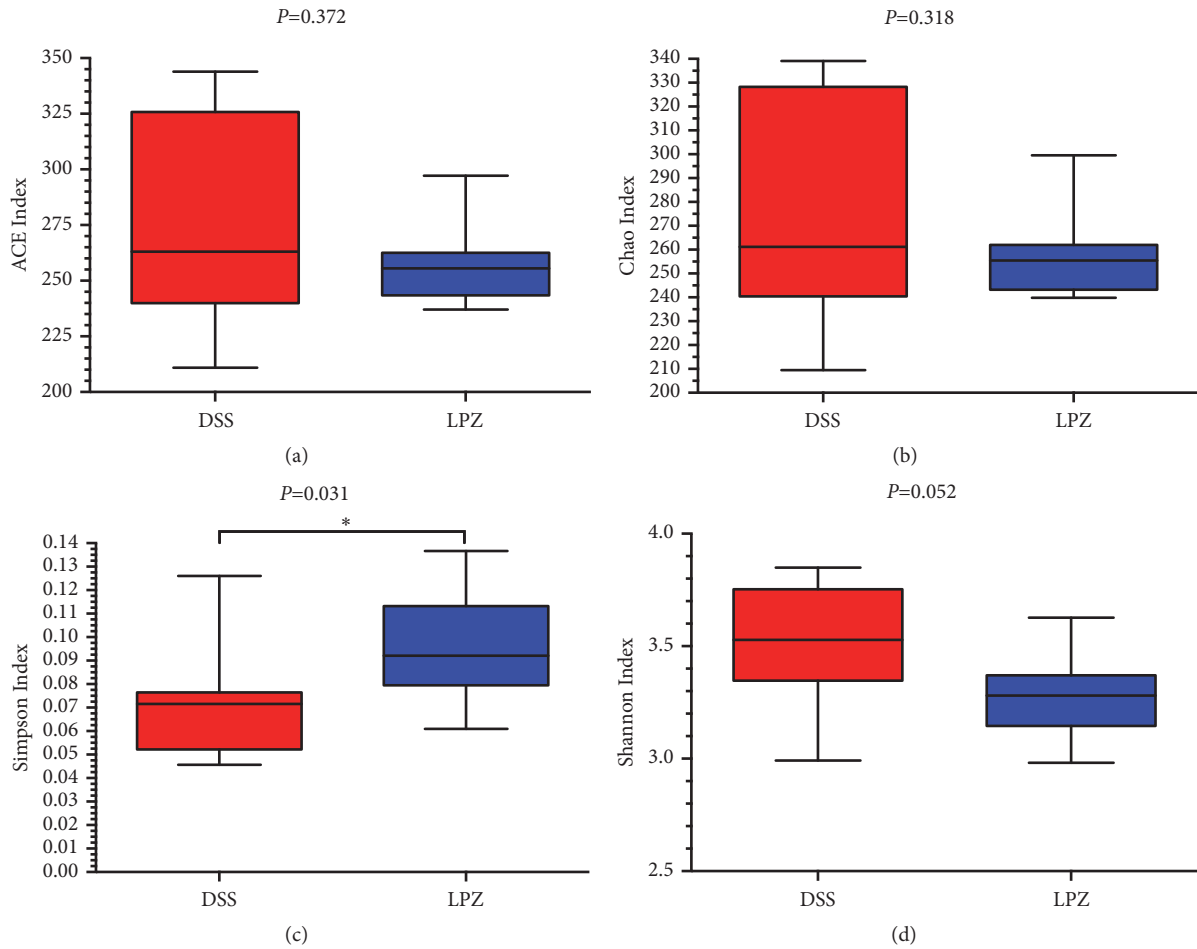 P=0.372
350
325
300
275
250
225
200
ACE Index
DSS
LPZ
(a)
P=0.318
340
330
320
310
300
290
280
270
260
250
240
230
220
210
200
Chao Index
DSS
LPZ
(b)
P=0.031
*
0.14
0.13
0.12
0.11
0.10
0.09
0.08
0.07
0.06
0.05
0.04
0.03
0.02
0.01
0.00
Simpson Index
DSS
LPZ
(c)
P=0.052
4.0
3.5
3.0
2.5
Shannon Index
DSS
LPZ
(d)